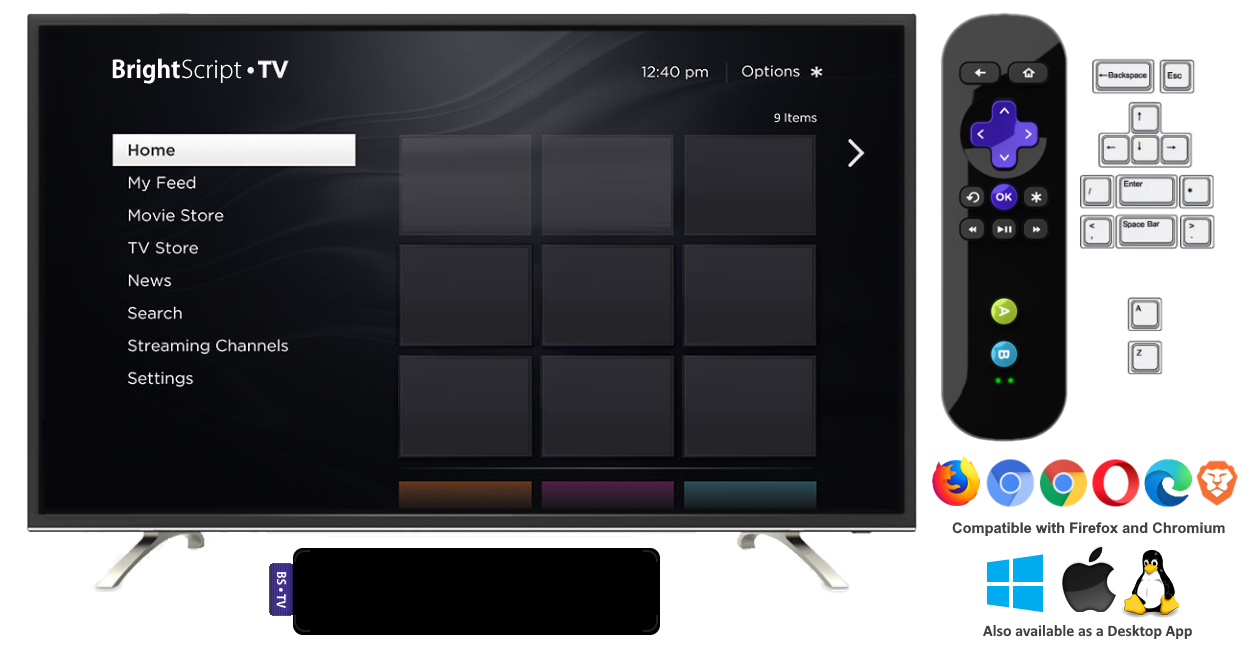 BrightScript•TV
12:40 pm
Options *
9 Items
Home
My Feed
Movie Store
TV Store
News
Search
Streaming Channels
Settings
BS•TV
OK
*
A
B
←Backspace
Esc
↑
←
↓
→
/
Enter
*
<
,
Space Bar
>
.
A
Z
Compatible with Firefox and Chromium
Also available as a Desktop App